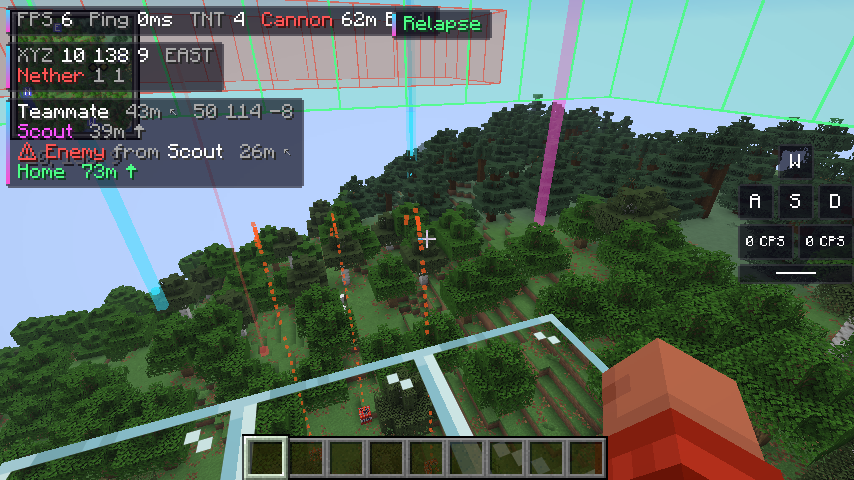 FPS 6 Ping 0ms TNT 4 Cannon 62m E
Relapse
XYZ 10 138 9 EAST
Nether 1 1
Teammate 43m ↖ 50 114 -8
Scout 39m ↑
⚠ Enemy from Scout 26m ↖
Home 73m ↑
W
A S D
0 CPS 0 CPS